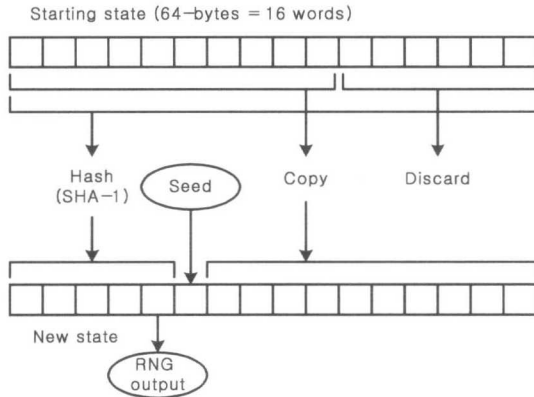 Starting state (64-bytes = 16 words)
Hash
(SHA-1)
Seed
Copy
Discard
New state
RNG
output